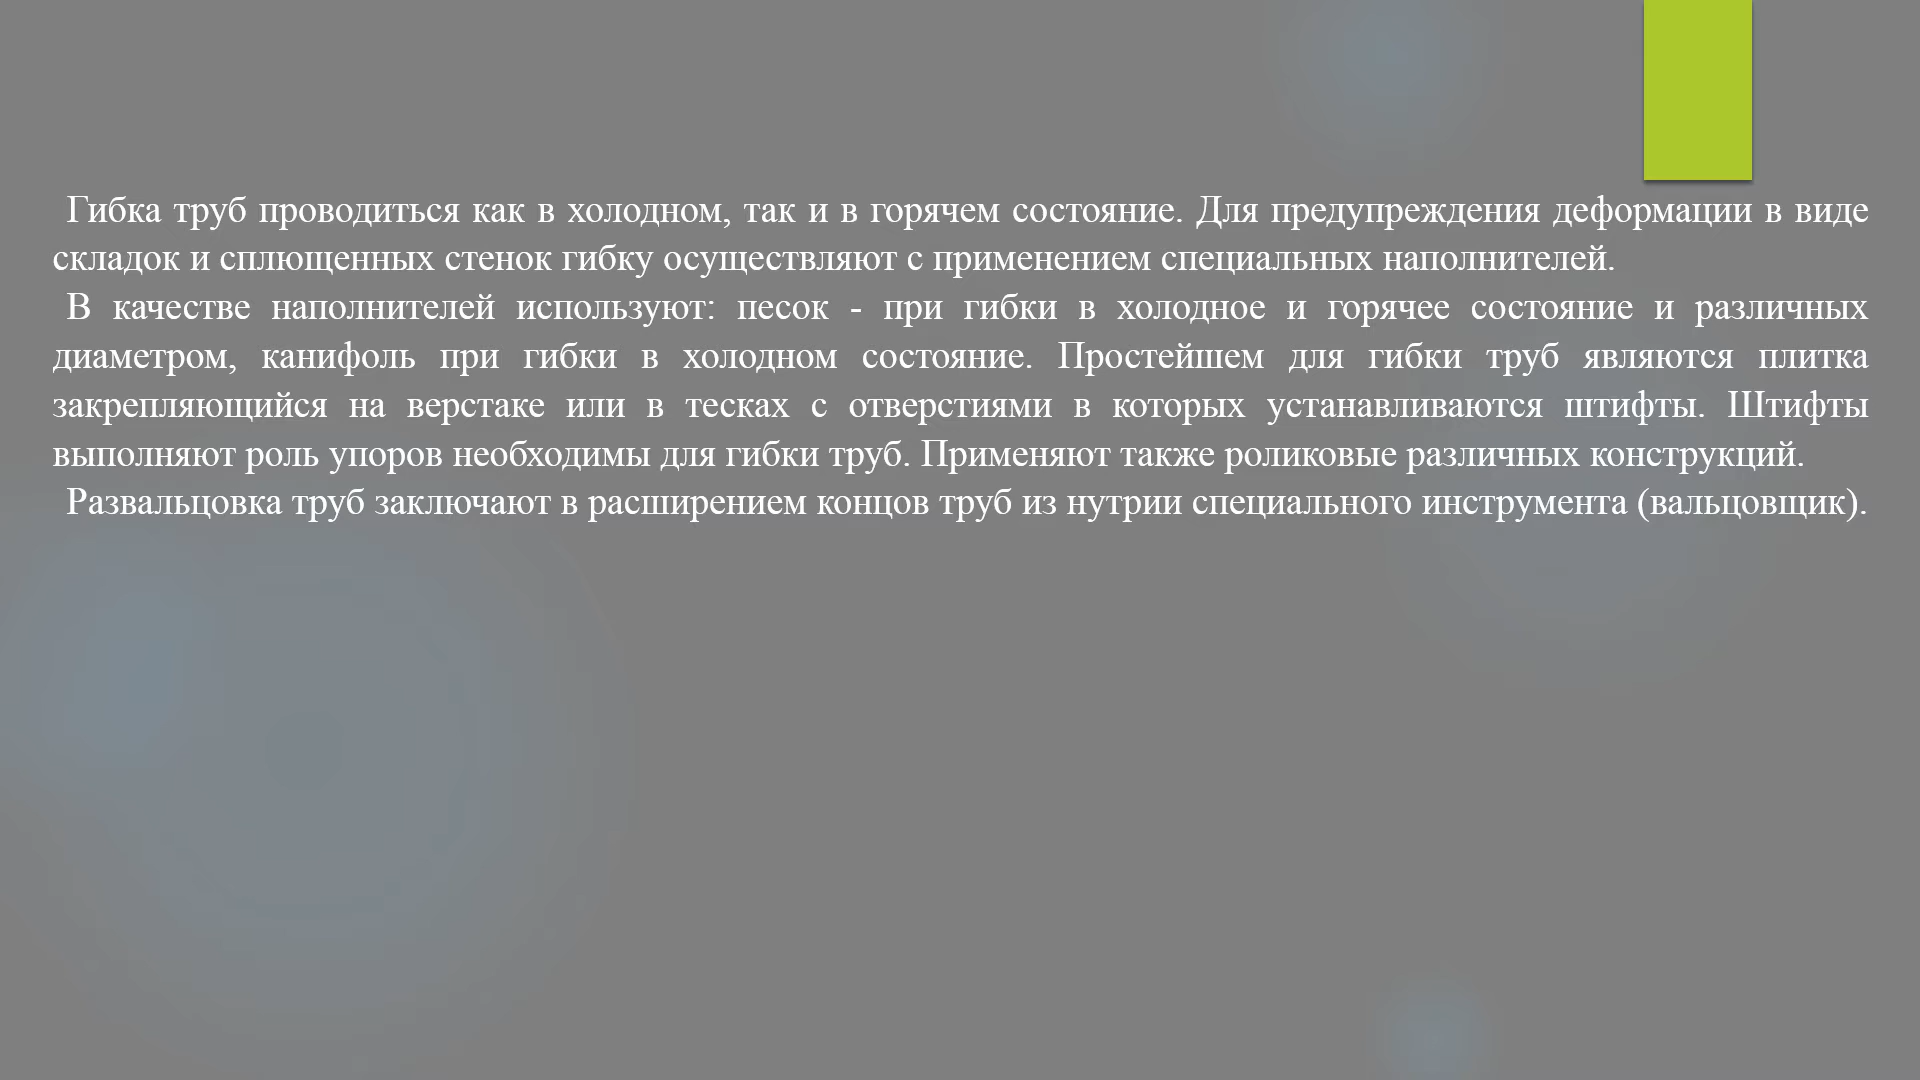 Гибка труб проводиться как в холодном, так и в горячем состояние. Для предупреждения деформации в виде
складок и сплющенных стенок гибку осуществляют с применением специальных наполнителей.
В качестве наполнителей используют: песок - при гибки в холодное и горячее состояние и различных
диаметром, канифоль при гибки в холодном состояние. Простейшем для гибки труб являются плитка
закрепляющийся на верстаке или в тесках с отверстиями в которых устанавливаются штифты. Штифты
выполняют роль упоров необходимы для гибки труб. Применяют также роликовые различных конструкций.
Развальцовка труб заключают в расширением концов труб из нутрии специального инструмента (вальцовщик).